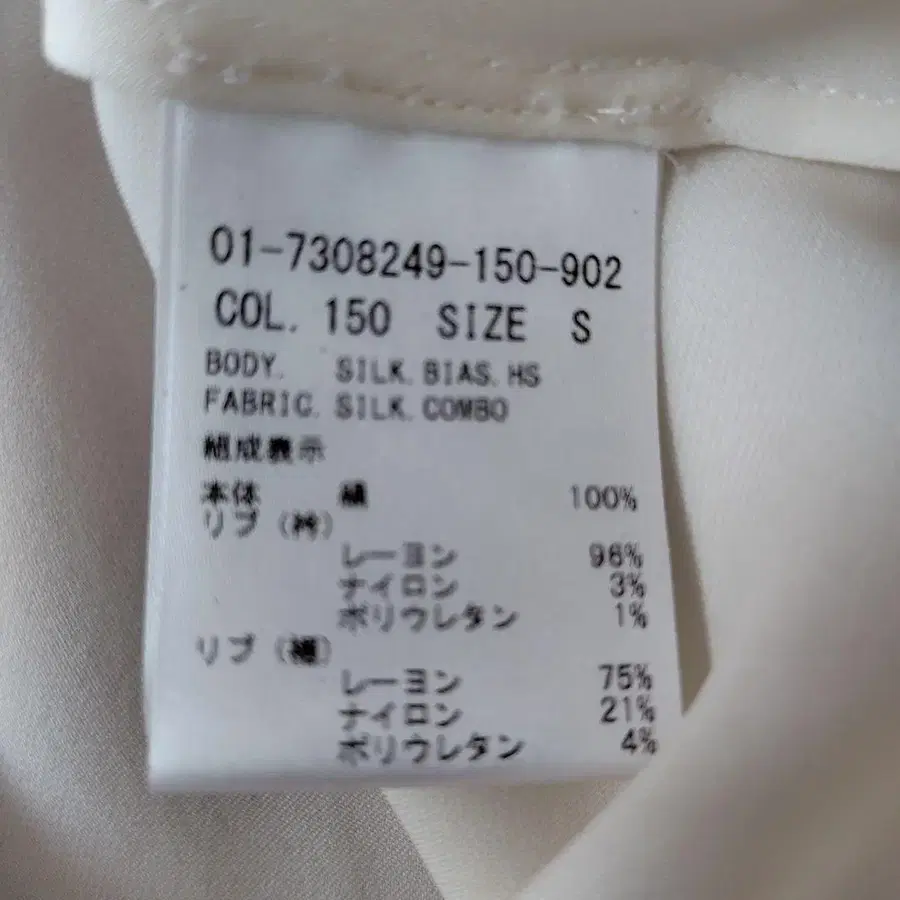 01-7308249-150-902
COL. 150 SIZE S
BODY. SILK.BIAS.HS
FABRIC. SILK.COMBO
組成表示
本体 絹 100%
リブ (衿)
レーヨン 96%
ナイロン 3%
ポリウレタン 1%
リブ (裾)
レーヨン 75%
ナイロン 21%
ポリウレタン 4%